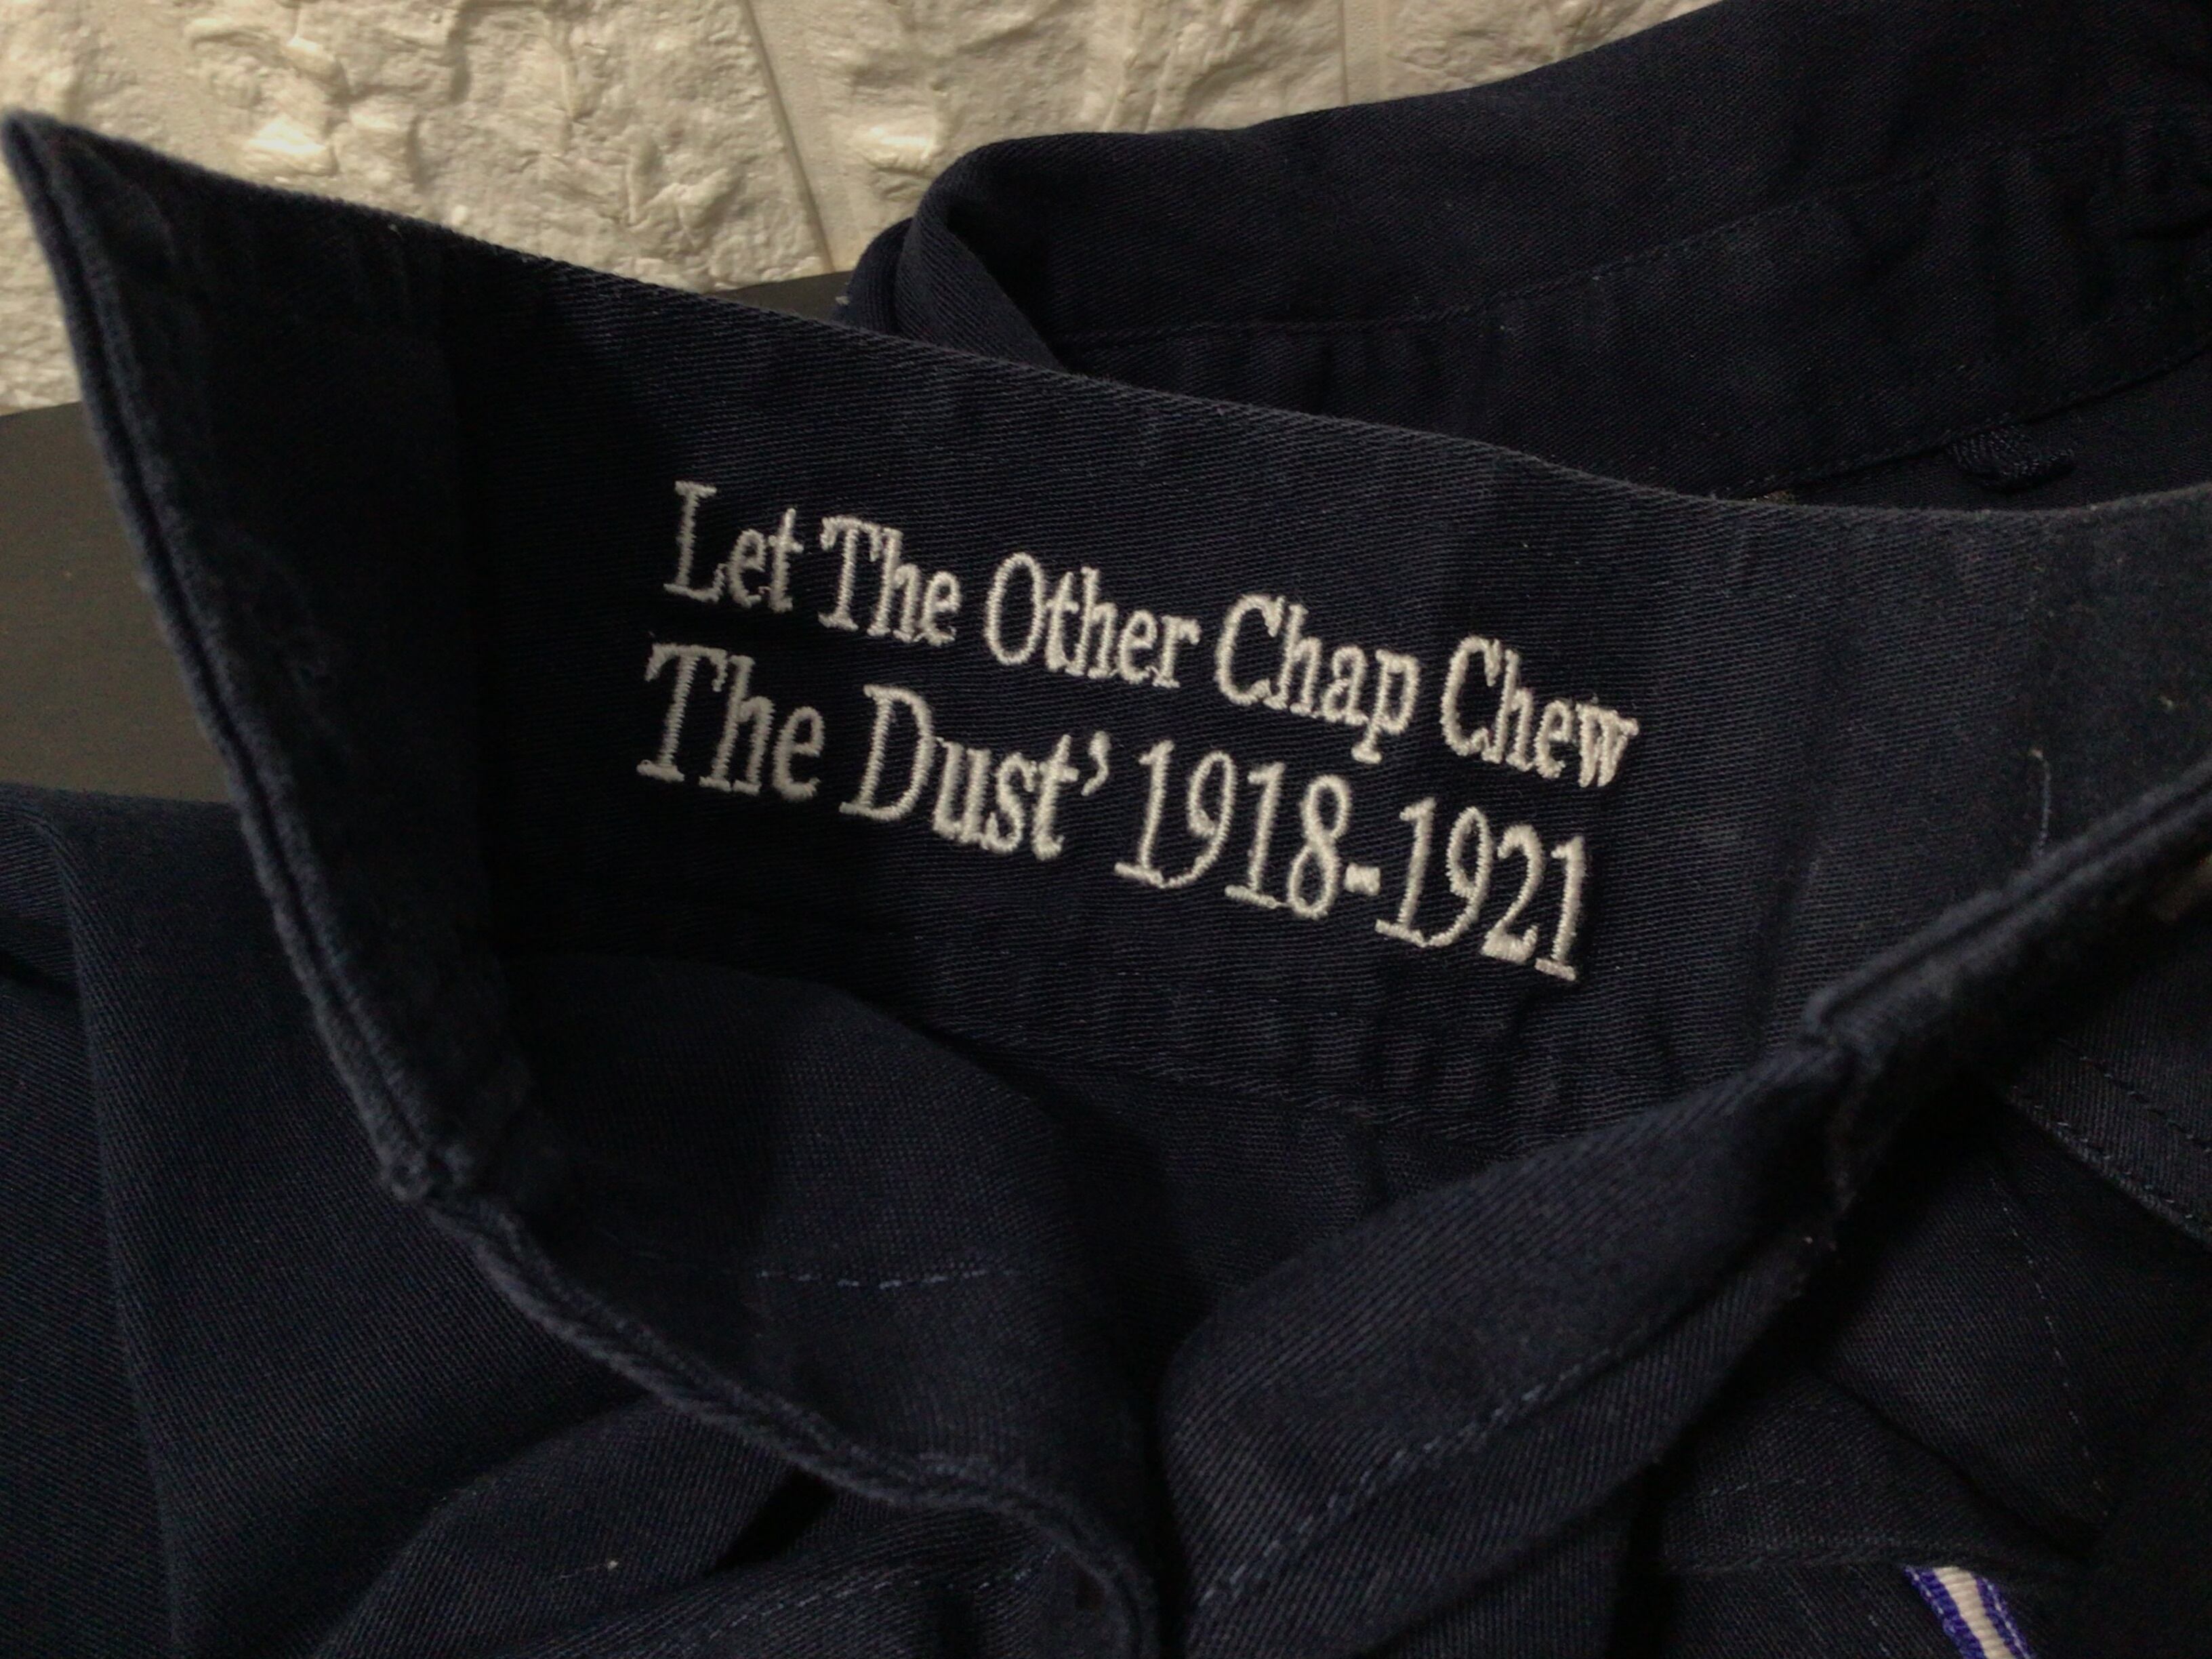 Let The Other Chap Chew
The Dust' 1918-1921